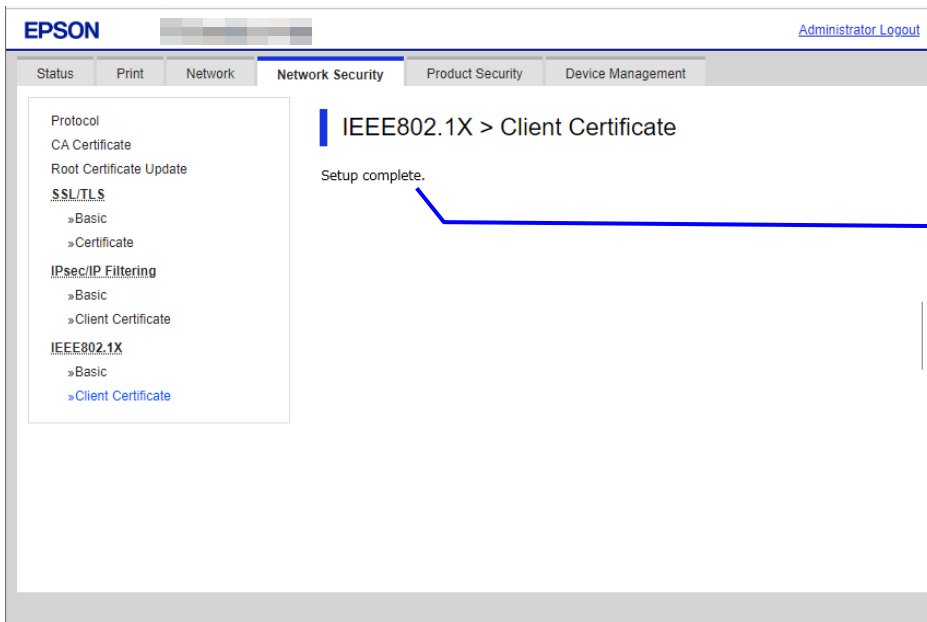 EPSON
Administrator Logout
Status Print Network Network Security Product Security Device Management
Protocol
CA Certificate
Root Certificate Update
SSL/TLS
»Basic
»Certificate
IPsec/IP Filtering
»Basic
»Client Certificate
IEEE802.1X
»Basic
»Client Certificate
IEEE802.1X > Client Certificate
Setup complete.